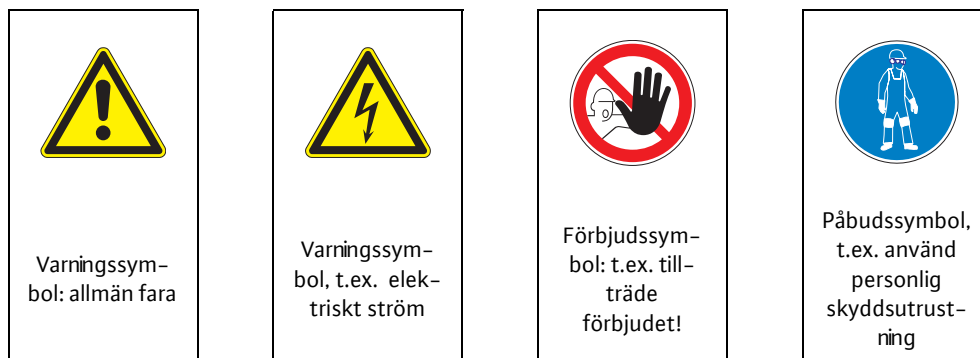 Varningssym–
bol: allmän fara
Varningssym–
bol, t.ex. elek–
triskt ström
Förbjudssym–
bol: t.ex. till–
träde
förbjudet!
Påbudssymbol,
t.ex. använd
personlig
skyddsutrust–
ning